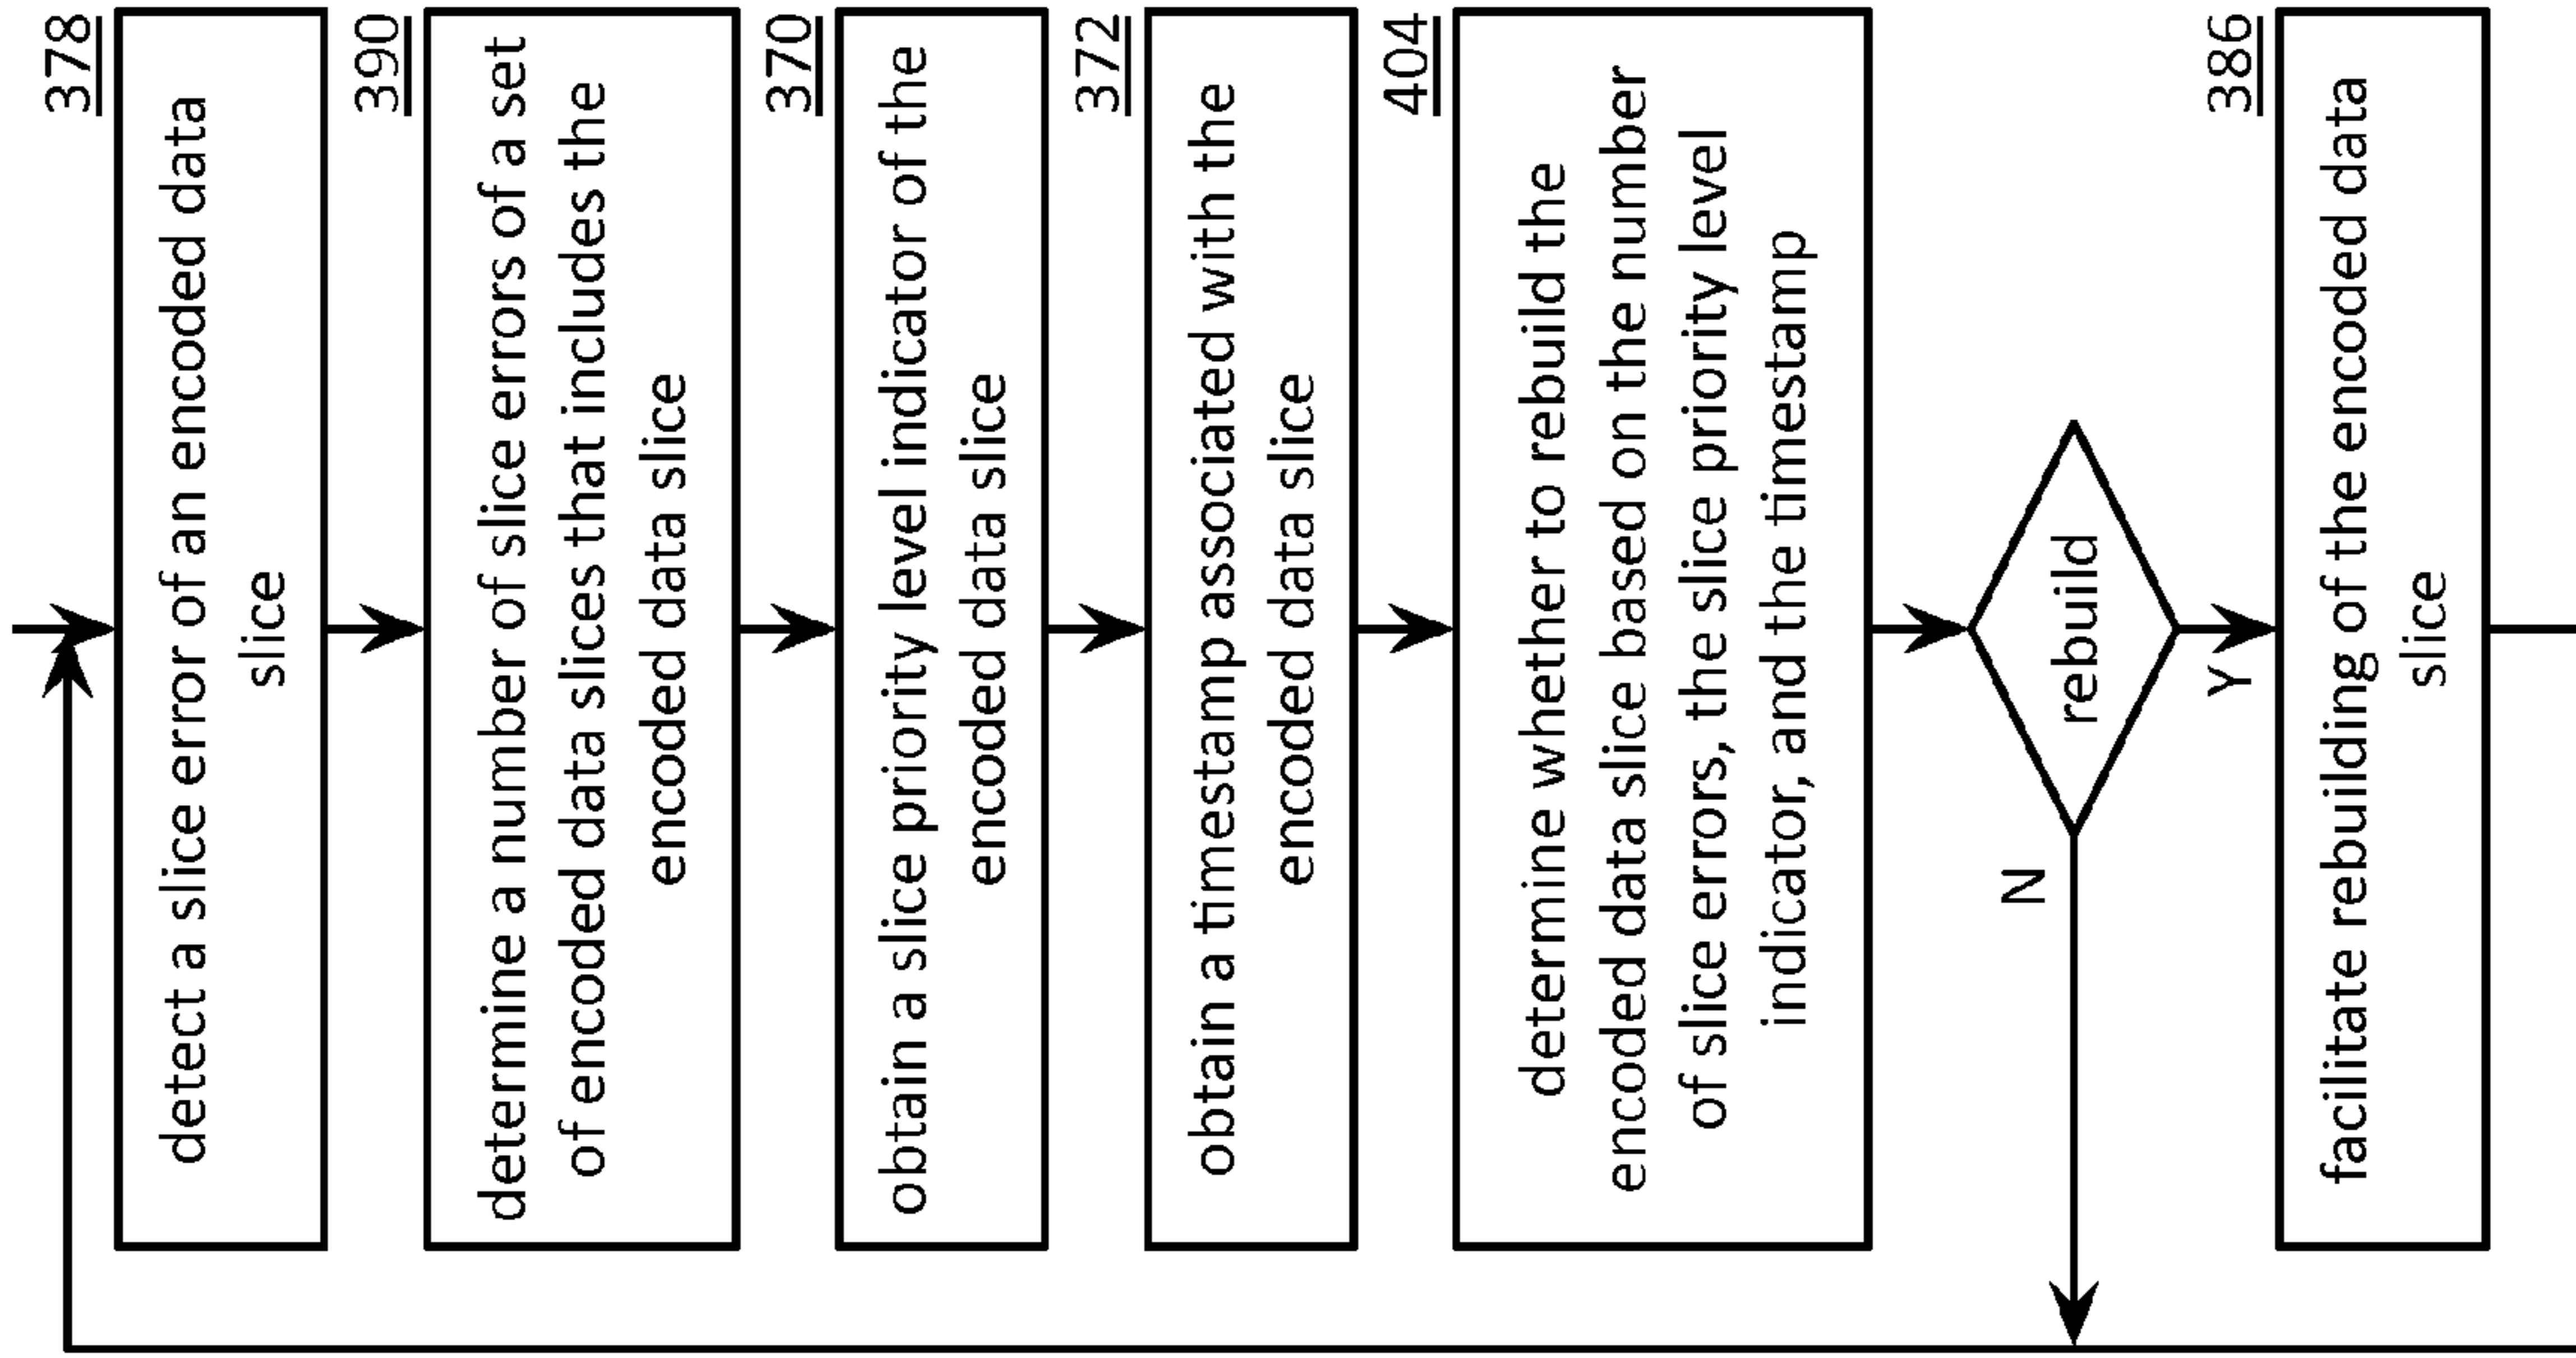 378
detect a slice error of an encoded data
slice
390
determine a number of slice errors of a set
of encoded data slices that includes the
encoded data slice
370
obtain a slice priority level indicator of the
encoded data slice
372
obtain a timestamp associated with the
encoded data slice
404
determine whether to rebuild the
encoded data slice based on the number
of slice errors, the slice priority level
indicator, and the timestamp
rebuild
N
Y
386
facilitate rebuilding of the encoded data
slice